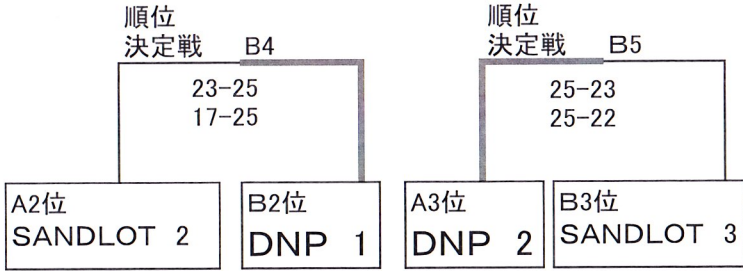 順位
決定戦 B4
23-25
17-25
A2位
SANDLOT 2
B2位
DNP 1
順位
決定戦 B5
25-23
25-22
A3位
DNP 2
B3位
SANDLOT 3